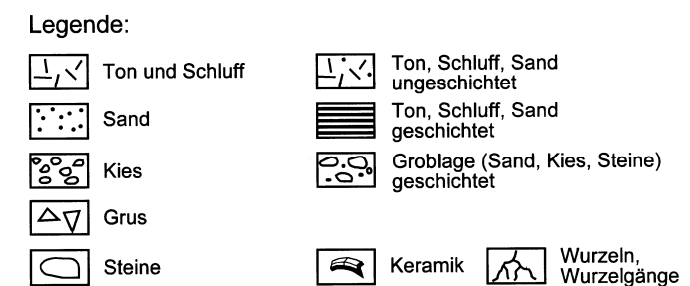 Legende:
Ton und Schluff
Sand
Kies
Grus
Steine
Ton, Schluff, Sand
ungeschichtet
Ton, Schluff, Sand
geschichtet
Groblage (Sand, Kies, Steine)
geschichtet
Keramik
Wurzeln,
Wurzelgänge